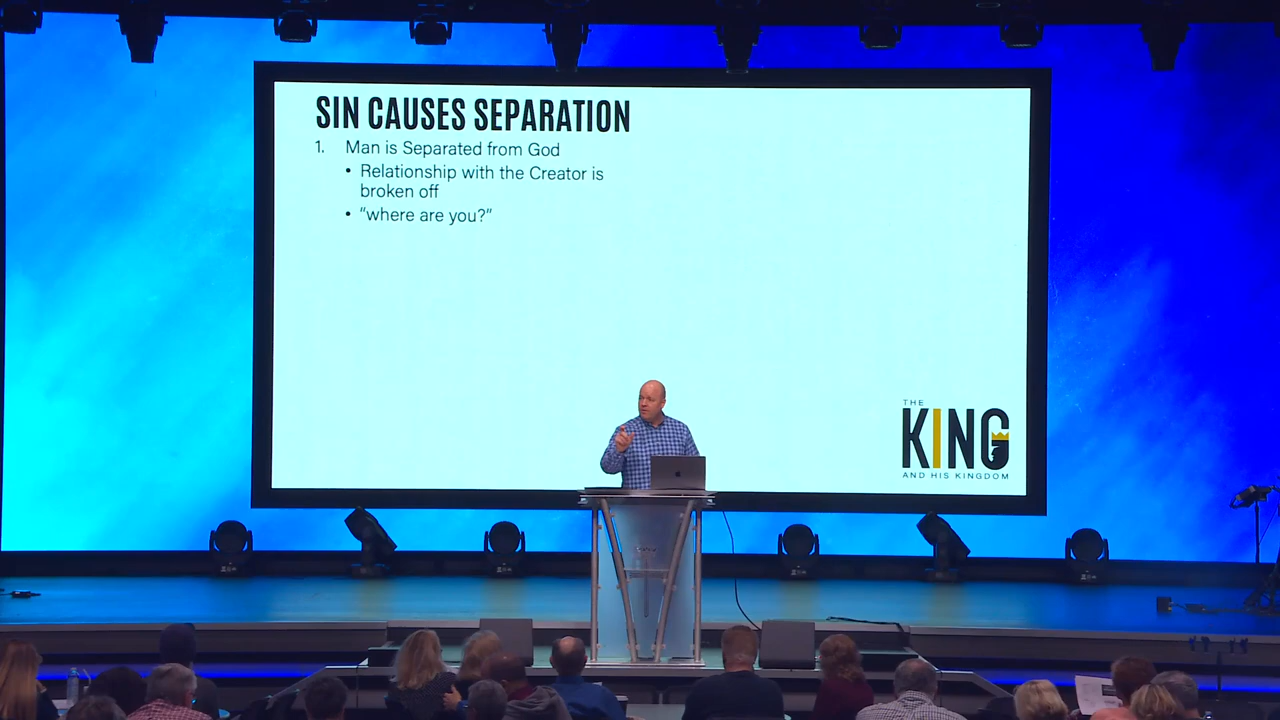 SIN CAUSES SEPARATION
1. Man is Separated from God
• Relationship with the Creator is
broken off
• “where are you?”
THE
KING
AND HIS KINGDOM